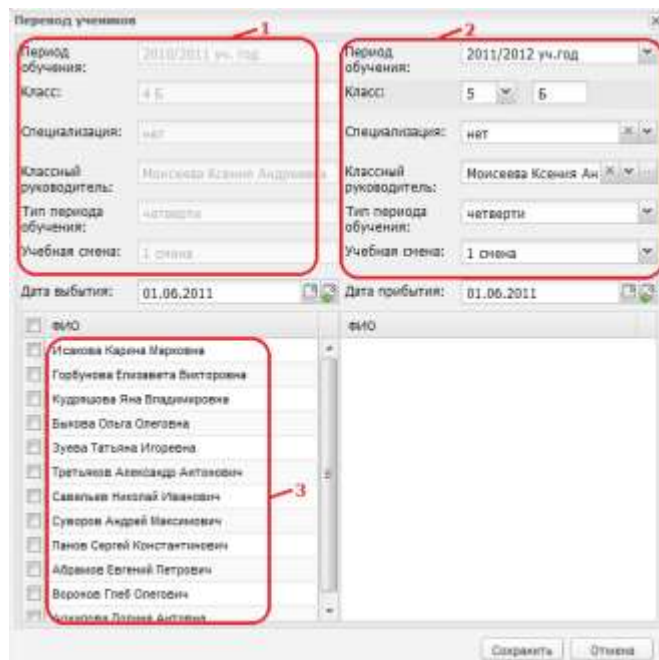 Перевод учеников
1
2
Период обучения:
2010/2011 уч. год
Класс:
4 Б
Специализация:
нет
Классный руководитель:
Моисеева Ксения Андреевна
Тип периода обучения:
четверти
Учебная смена:
1 смена
Период обучения:
2011/2012 уч.год
Класс:
5
Б
Специализация:
нет
Классный руководитель:
Моисеева Ксения Ан
Тип периода обучения:
четверти
Учебная смена:
1 смена
Дата выбытия:
01.06.2011
Дата прибытия:
01.06.2011
ФИО
ФИО
Исакова Карина Марковна
Горбунова Елизавета Викторовна
Кудряшова Яна Владимировна
Быкова Ольга Олеговна
Зуева Татьяна Игоревна
Третьяков Александр Антонович
Савельев Николай Иванович
3
Суворов Андрей Максимович
Панов Сергей Константинович
Абрамов Евгений Петрович
Воронов Глеб Олегович
Антовна
Сохранить
Отмена